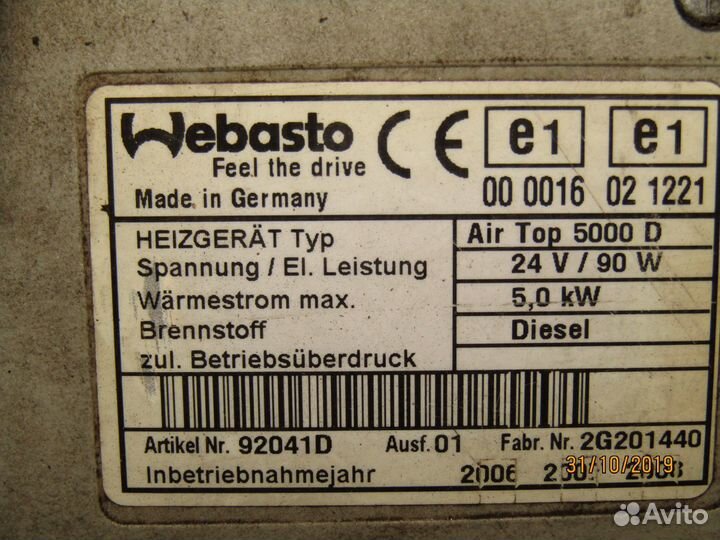 Webasto
Feel the drive
Made in Germany
CE
e1 e1
00 0016 02 1221
HEIZGERÄT Typ Air Top 5000 D
Spannung / El. Leistung 24 V / 90 W
Wärmestrom max. 5,0 kW
Brennstoff Diesel
zul. Betriebsüberdruck
Artikel Nr. 92041D Ausf. 01 Fabr. Nr. 2G201440
Inbetriebnahmejahr 2006
31/10/2019
Avito